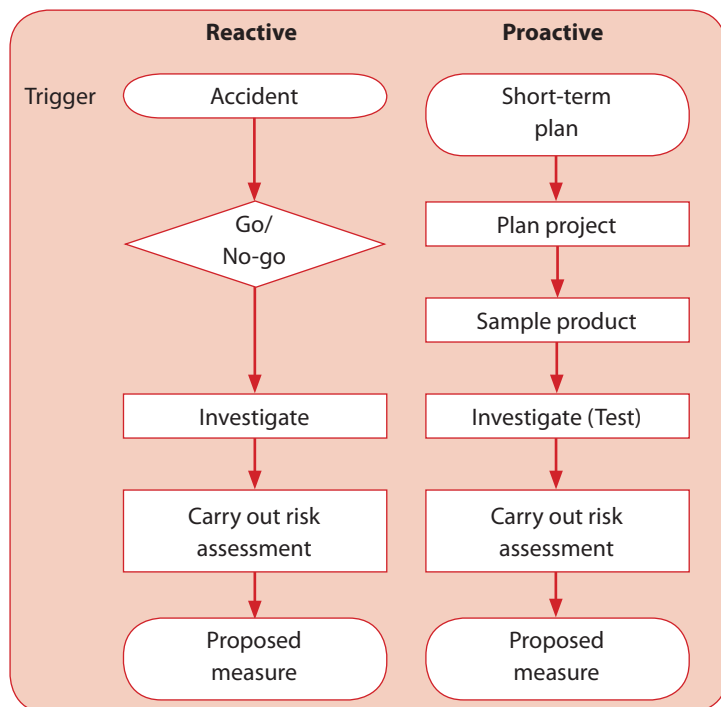 Reactive
Proactive
Trigger
Accident
Short-term
plan
Go/
No-go
Plan project
Sample product
Investigate
Investigate (Test)
Carry out risk
assessment
Carry out risk
assessment
Proposed
measure
Proposed
measure